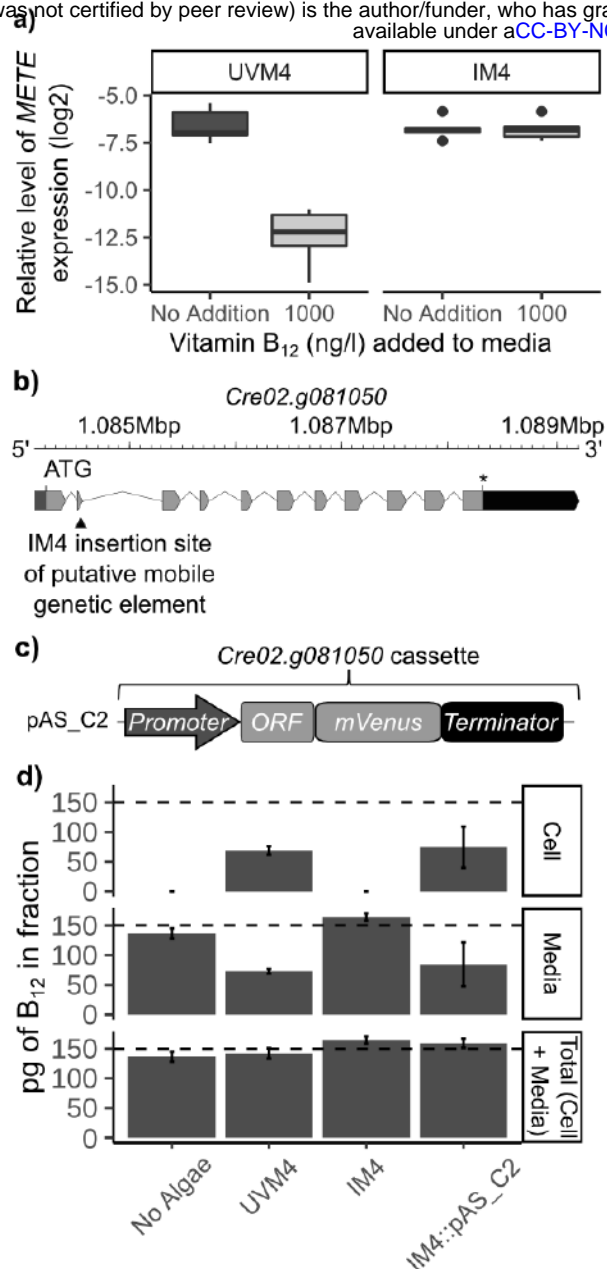 was not certified by peer review) is the author/funder, who has gra
available under aCC-BY-NC
a)
UVM4 IM4
Relative level of METE
expression (log2)
-5.0
-7.5
-10.0
-12.5
-15.0
No Addition 1000 No Addition 1000
Vitamin B₁₂ (ng/l) added to media
b)
Cre02.g081050
1.085Mbp 1.087Mbp 1.089Mbp
5' 3'
ATG *
IM4 insertion site
of putative mobile
genetic element
c)
Cre02.g081050 cassette
pAS_C2 Promoter ORF mVenus Terminator
d)
pg of B₁₂ in fraction
150
100
50
0
Cell
150
100
50
0
Media
150
100
50
0
Total (Cell
+ Media)
No Algae UVM4 IM4 IM4::pAS_C2